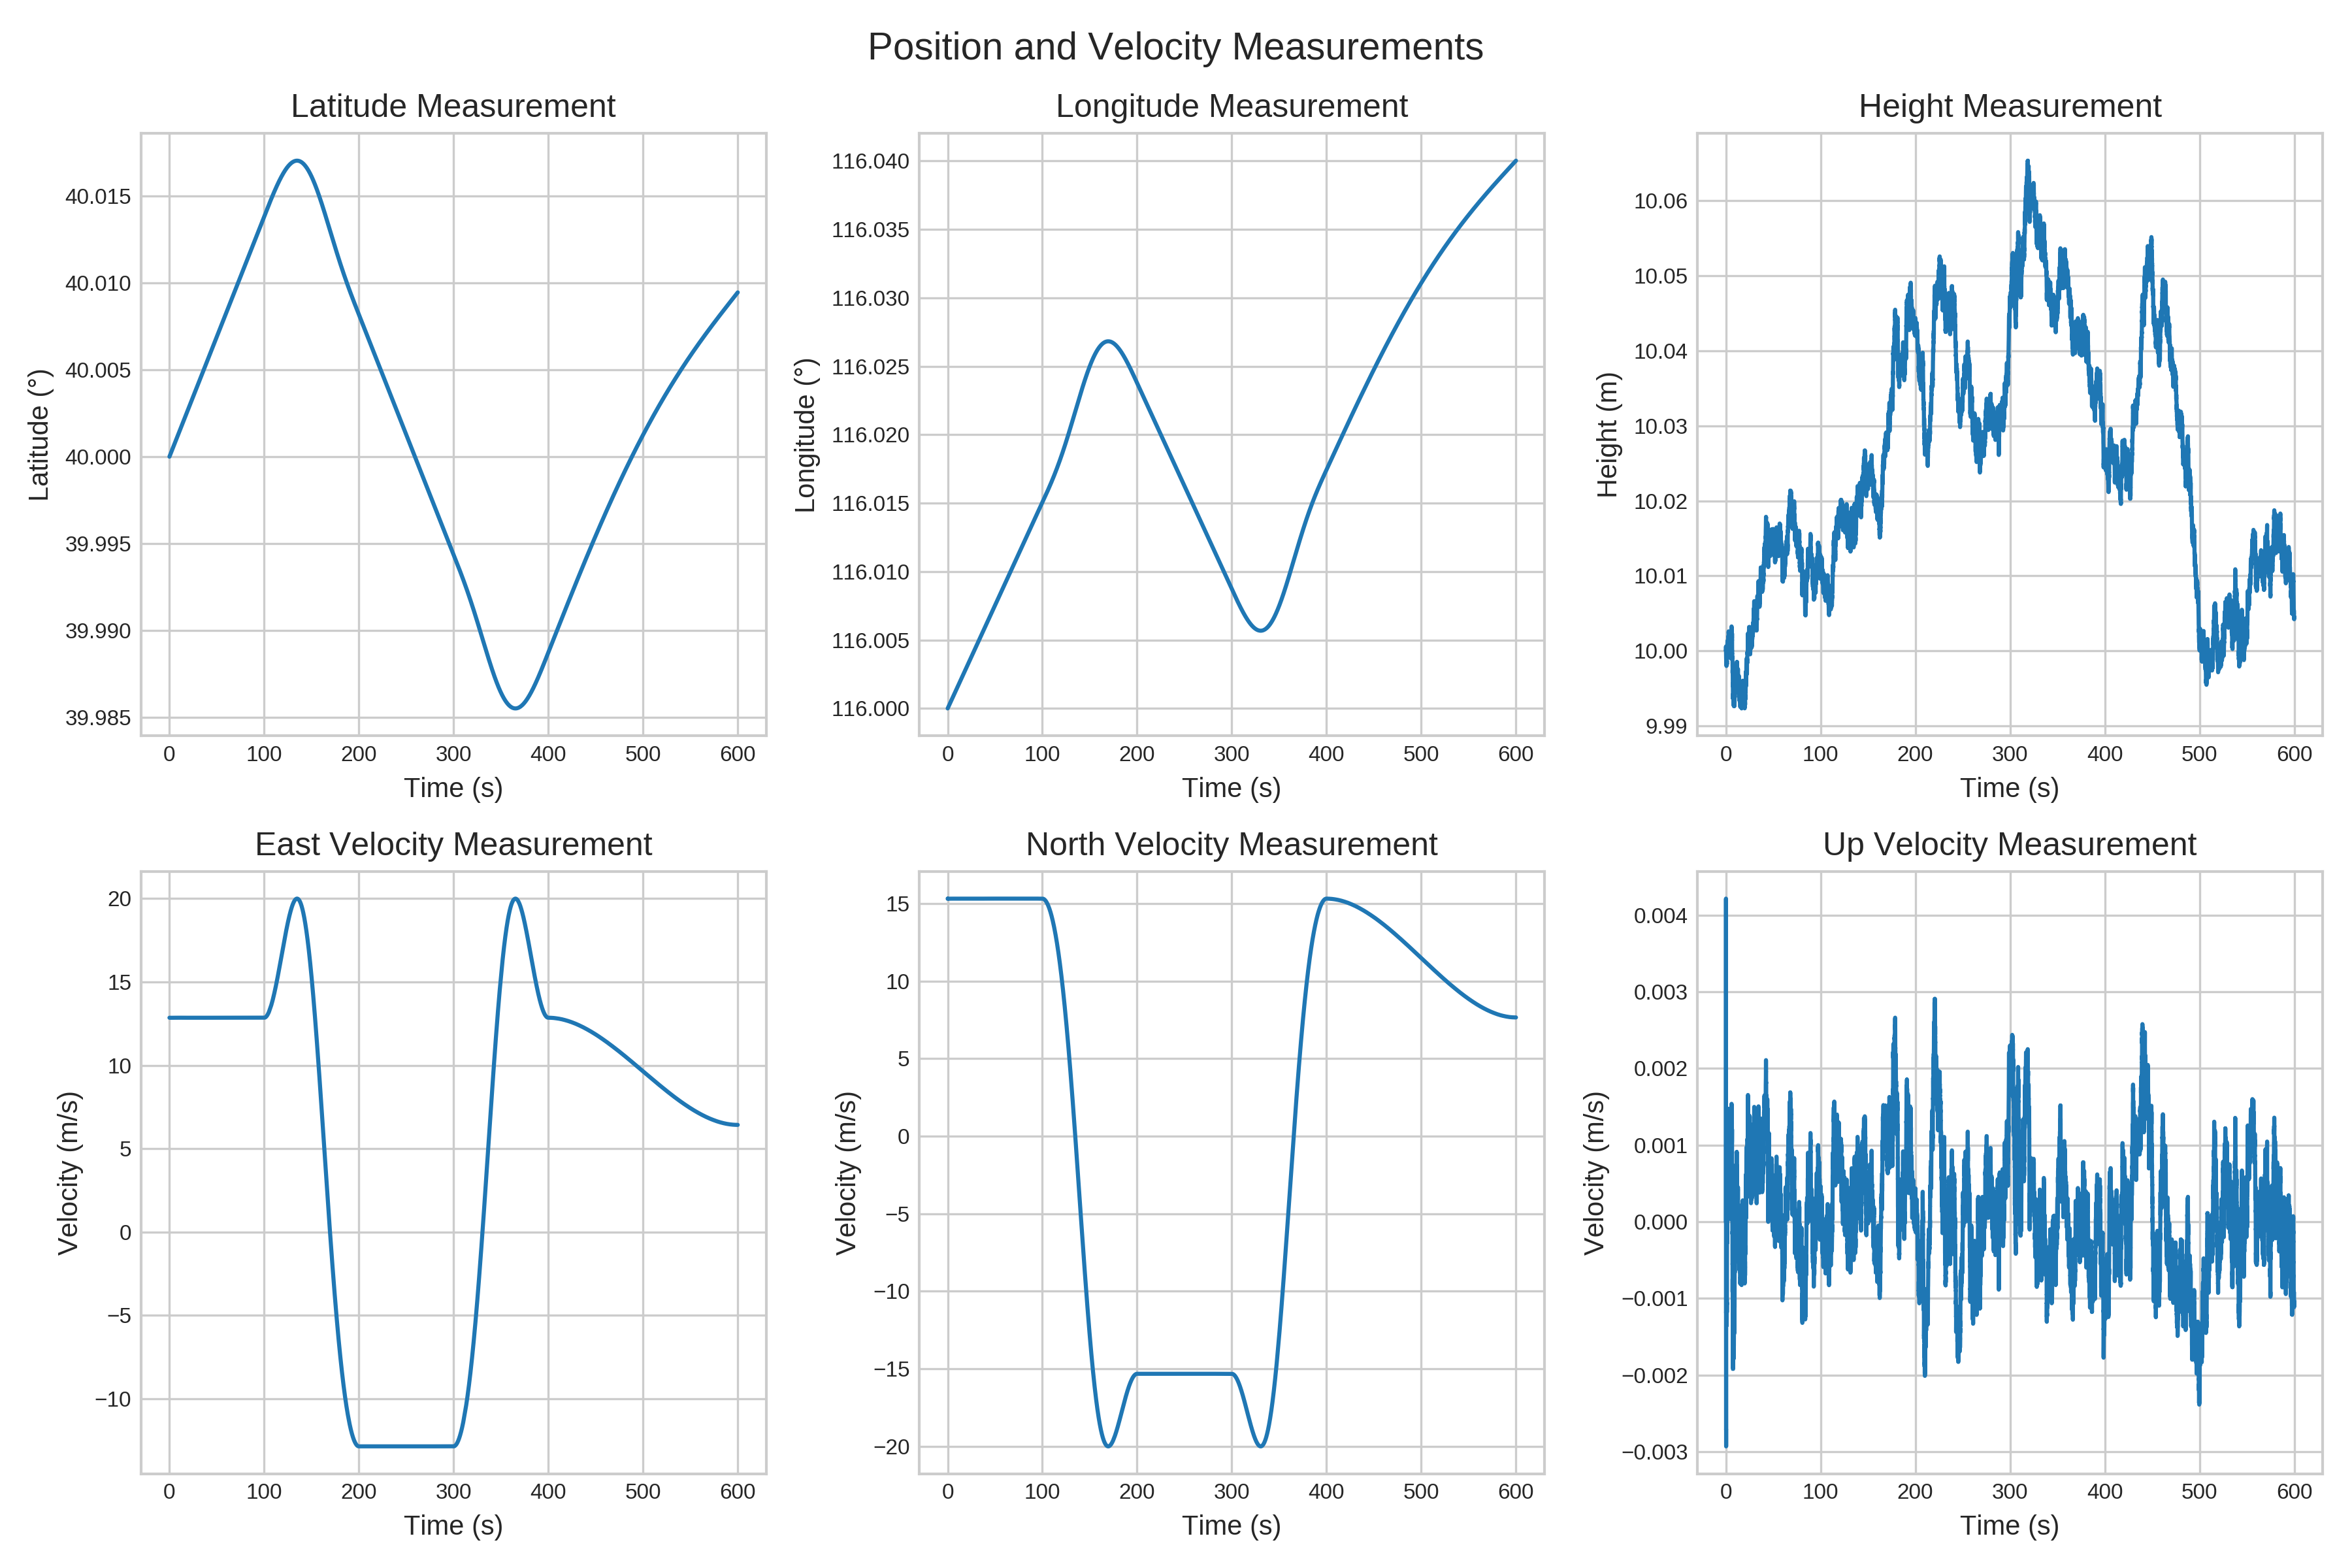 Position and Velocity Measurements
Latitude Measurement
Latitude (°)
40.015
40.010
40.005
40.000
39.995
39.990
39.985
0 100 200 300 400 500 600
Time (s)
Longitude Measurement
Longitude (°)
116.040
116.035
116.030
116.025
116.020
116.015
116.010
116.005
116.000
0 100 200 300 400 500 600
Time (s)
Height Measurement
Height (m)
10.06
10.05
10.04
10.03
10.02
10.01
10.00
9.99
0 100 200 300 400 500 600
Time (s)
East Velocity Measurement
Velocity (m/s)
20
15
10
5
0
−5
−10
0 100 200 300 400 500 600
Time (s)
North Velocity Measurement
Velocity (m/s)
15
10
5
0
−5
−10
−15
−20
0 100 200 300 400 500 600
Time (s)
Up Velocity Measurement
Velocity (m/s)
0.004
0.003
0.002
0.001
0.000
−0.001
−0.002
−0.003
0 100 200 300 400 500 600
Time (s)